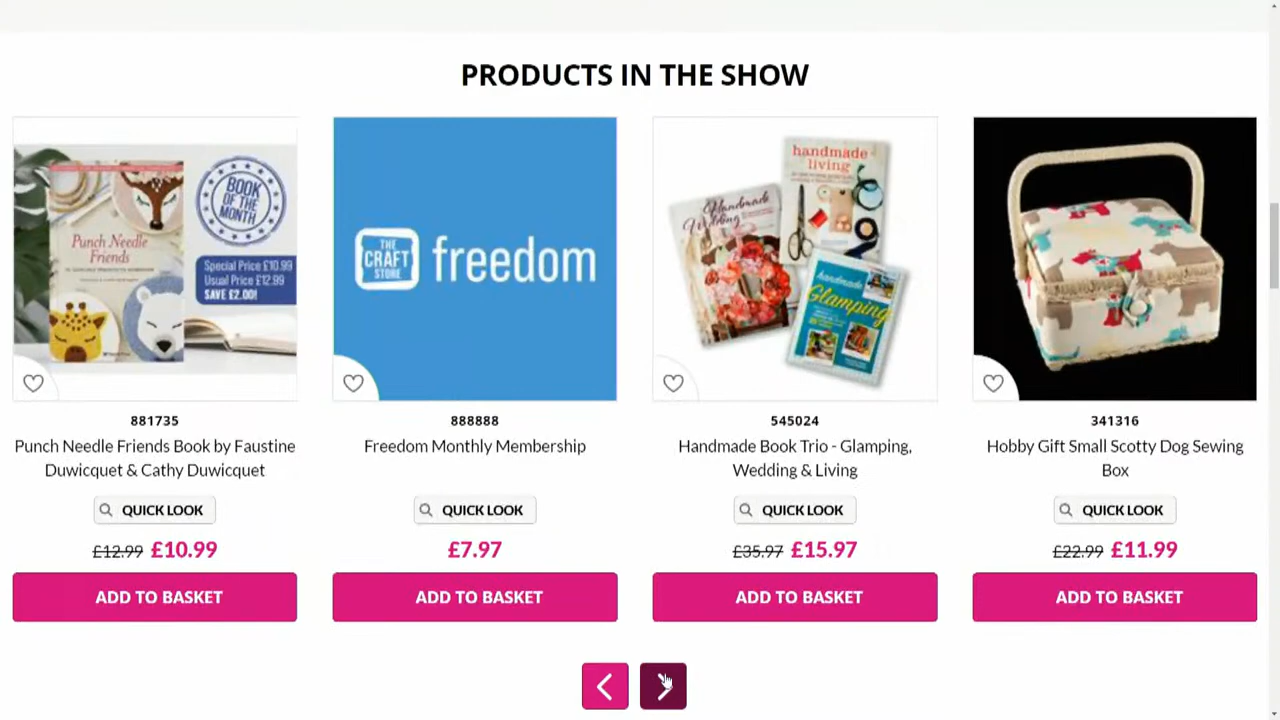 PRODUCTS IN THE SHOW
Punch Needle
Friends
BOOK
OF THE
MONTH
Special Price £10.99
Usual Price £12.99
SAVE £2.00!
THE
CRAFT
STORE
freedom
handmade
living
Handmade
Wedding
handmade
Glamping
881735
Punch Needle Friends Book by Faustine
Duwicquet & Cathy Duwicquet
QUICK LOOK
£12.99 £10.99
ADD TO BASKET
888888
Freedom Monthly Membership
QUICK LOOK
£7.97
ADD TO BASKET
545024
Handmade Book Trio - Glamping,
Wedding & Living
QUICK LOOK
£35.97 £15.97
ADD TO BASKET
341316
Hobby Gift Small Scotty Dog Sewing
Box
QUICK LOOK
£22.99 £11.99
ADD TO BASKET